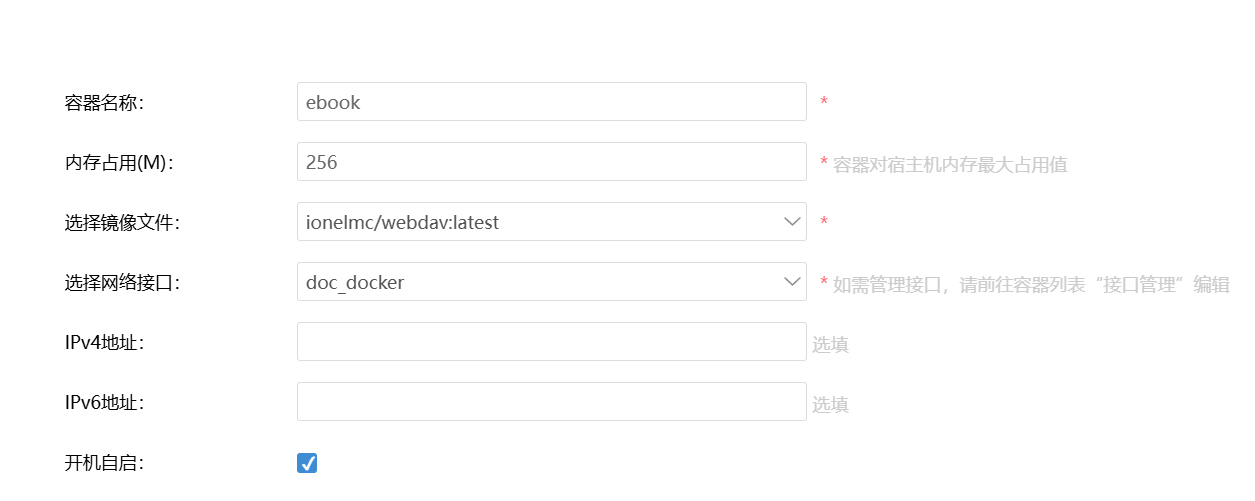 容器名称： ebook *
内存占用(M)： 256 * 容器对宿主机内存最大占用值
选择镜像文件： ionelmc/webdav:latest *
选择网络接口： doc_docker * 如需管理接口，请前往容器列表“接口管理”编辑
IPv4地址： 选填
IPv6地址： 选填
开机自启：